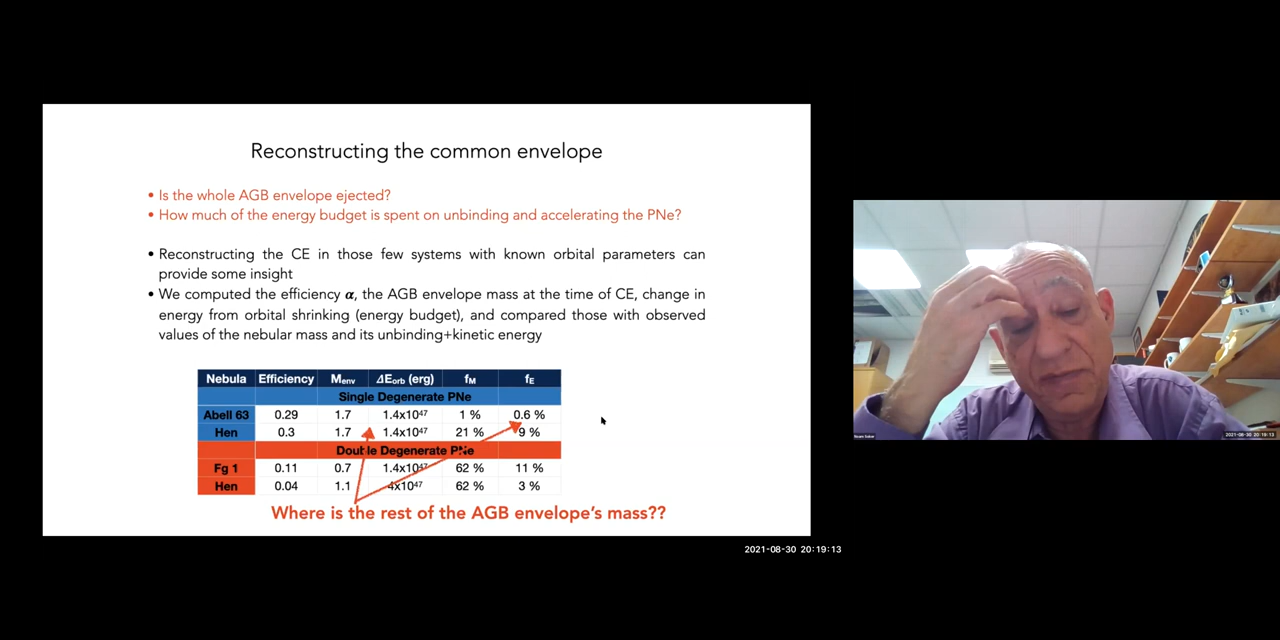 Reconstructing the common envelope
• Is the whole AGB envelope ejected?
• How much of the energy budget is spent on unbinding and accelerating the PNe?
• Reconstructing the CE in those few systems with known orbital parameters can
provide some insight
• We computed the efficiency α, the AGB envelope mass at the time of CE, change in
energy from orbital shrinking (energy budget), and compared those with observed
values of the nebular mass and its unbinding+kinetic energy
Nebula Efficiency Menv ΔEorb (erg) fM fE
Single Degenerate PNe
Abell 63 0.29 1.7 1.4x10⁴⁷ 1 % 0.6 %
Hen 0.3 1.7 1.4x10⁴⁷ 21 % 9 %
Double Degenerate PNe
Fg 1 0.11 0.7 1.4x10⁴⁷ 62 % 11 %
Hen 0.04 1.1 4x10⁴⁷ 62 % 3 %
Where is the rest of the AGB envelope's mass??
2021-08-30 20:19:13
2021-08-30 20:19:13